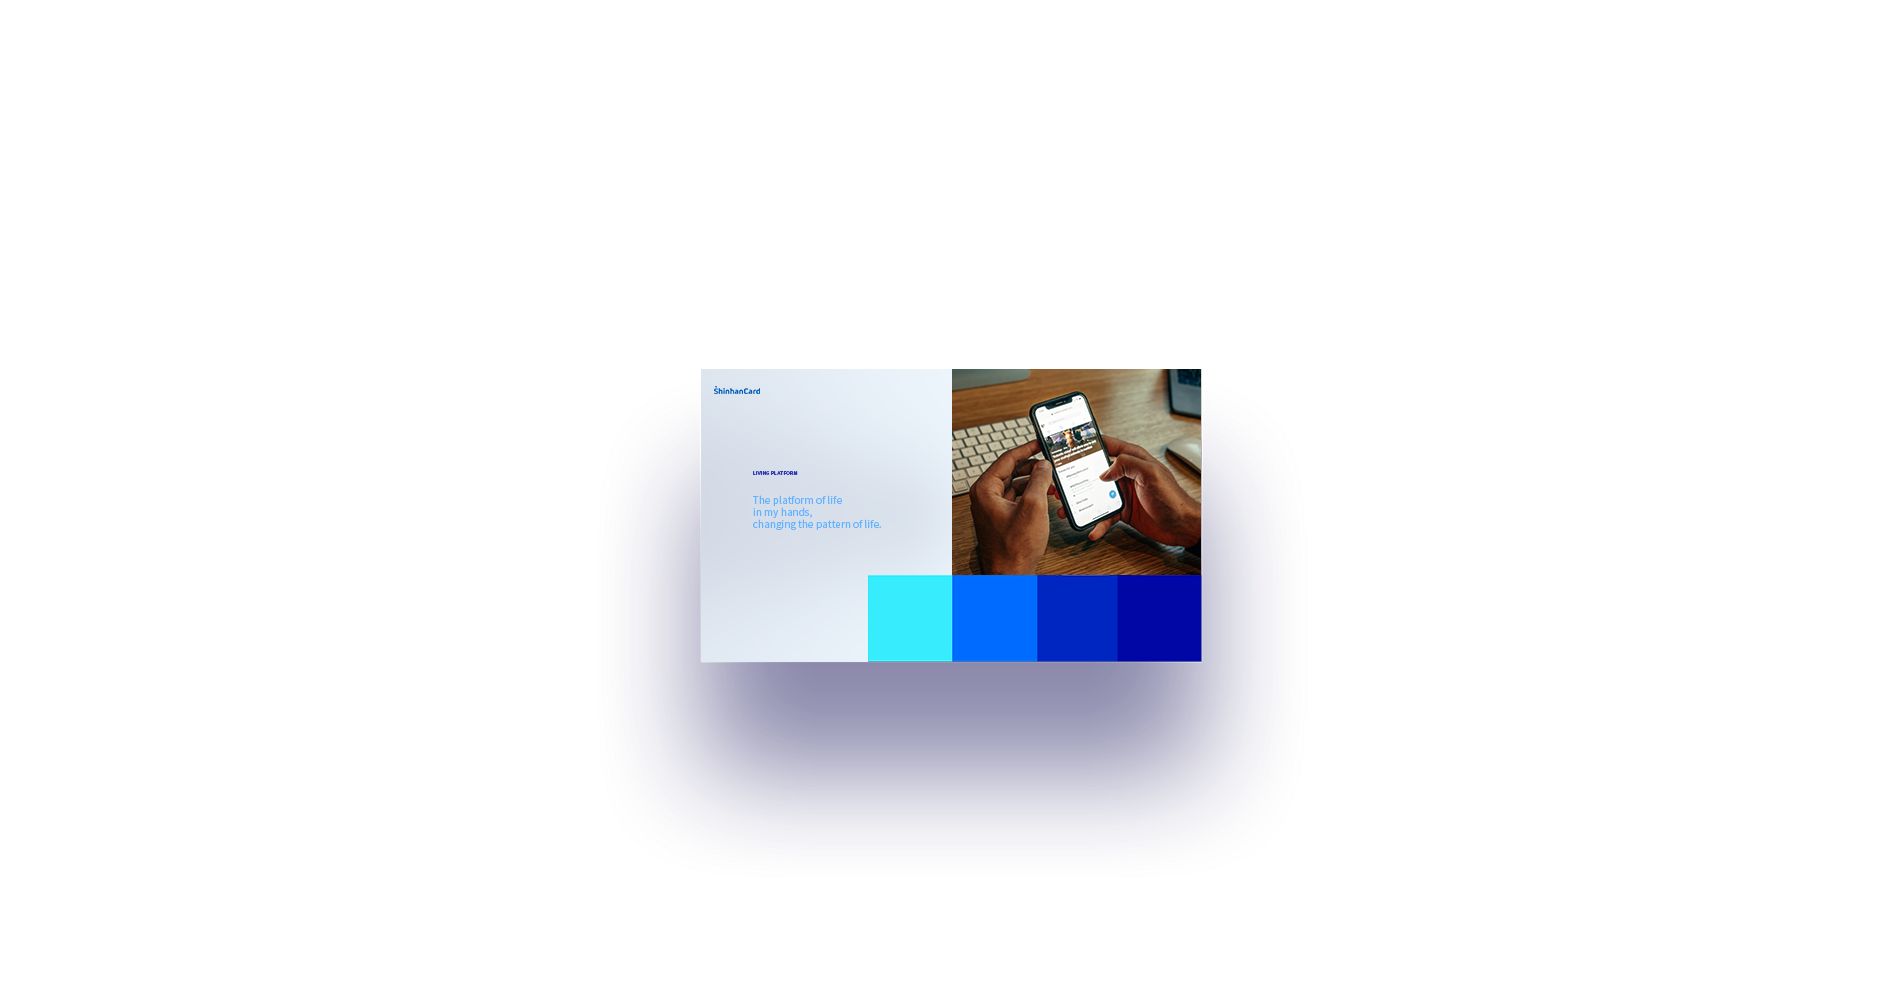 ShinhanCard
LIVING PLATFORM
The platform of life
in my hands,
changing the pattern of life.